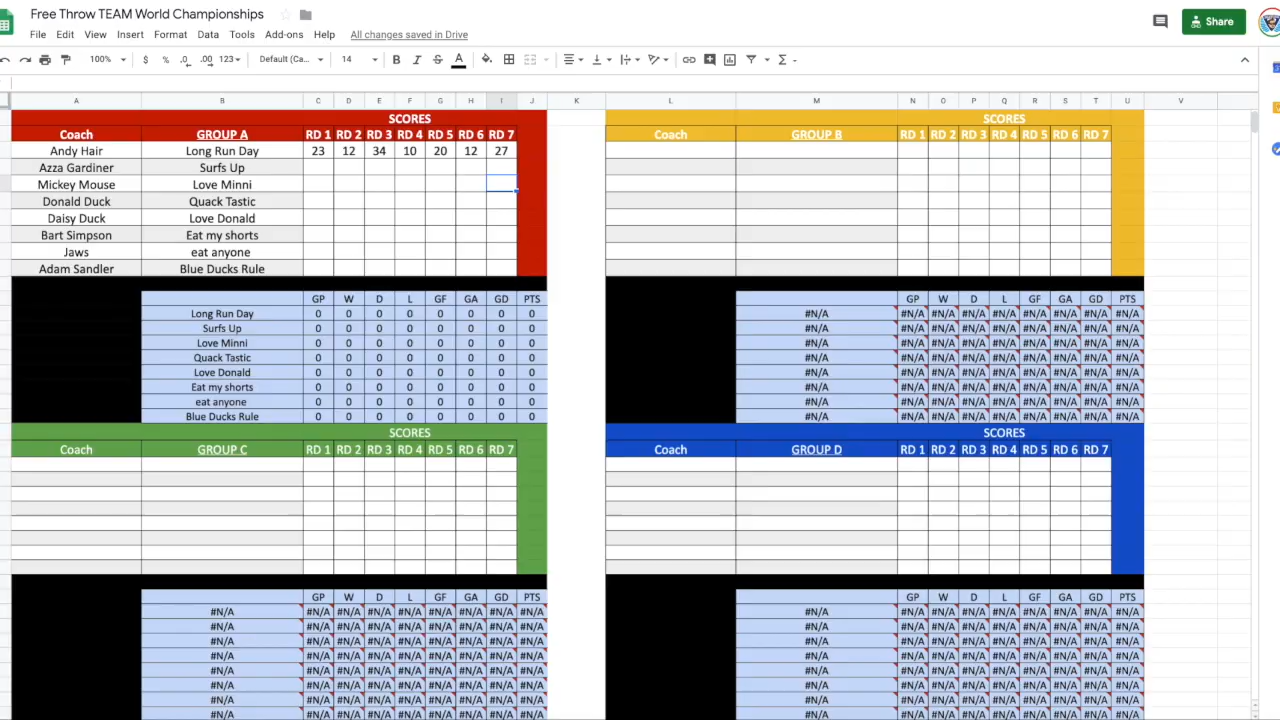 Free Throw TEAM World Championships
File Edit View Insert Format Data Tools Add-ons Help All changes saved in Drive
Share
100% $ % .0 .00 123 Default (Ca... 14 B I S A Σ
A B C D E F G H I J K L M N O P Q R S T U V
SCORES SCORES
Coach GROUP A RD 1 RD 2 RD 3 RD 4 RD 5 RD 6 RD 7 Coach GROUP B RD 1 RD 2 RD 3 RD 4 RD 5 RD 6 RD 7
Andy Hair Long Run Day 23 12 34 10 20 12 27
Azza Gardiner Surfs Up
Mickey Mouse Love Minni
Donald Duck Quack Tastic
Daisy Duck Love Donald
Bart Simpson Eat my shorts
Jaws eat anyone
Adam Sandler Blue Ducks Rule
GP W D L GF GA GD PTS GP W D L GF GA GD PTS
Long Run Day 0 0 0 0 0 0 0 0 #N/A #N/A #N/A #N/A #N/A #N/A #N/A #N/A #N/A
Surfs Up 0 0 0 0 0 0 0 0 #N/A #N/A #N/A #N/A #N/A #N/A #N/A #N/A #N/A
Love Minni 0 0 0 0 0 0 0 0 #N/A #N/A #N/A #N/A #N/A #N/A #N/A #N/A #N/A
Quack Tastic 0 0 0 0 0 0 0 0 #N/A #N/A #N/A #N/A #N/A #N/A #N/A #N/A #N/A
Love Donald 0 0 0 0 0 0 0 0 #N/A #N/A #N/A #N/A #N/A #N/A #N/A #N/A #N/A
Eat my shorts 0 0 0 0 0 0 0 0 #N/A #N/A #N/A #N/A #N/A #N/A #N/A #N/A #N/A
eat anyone 0 0 0 0 0 0 0 0 #N/A #N/A #N/A #N/A #N/A #N/A #N/A #N/A #N/A
Blue Ducks Rule 0 0 0 0 0 0 0 0 #N/A #N/A #N/A #N/A #N/A #N/A #N/A #N/A #N/A
SCORES SCORES
Coach GROUP C RD 1 RD 2 RD 3 RD 4 RD 5 RD 6 RD 7 Coach GROUP D RD 1 RD 2 RD 3 RD 4 RD 5 RD 6 RD 7
GP W D L GF GA GD PTS GP W D L GF GA GD PTS
#N/A #N/A #N/A #N/A #N/A #N/A #N/A #N/A #N/A #N/A #N/A #N/A #N/A #N/A #N/A #N/A #N/A #N/A
#N/A #N/A #N/A #N/A #N/A #N/A #N/A #N/A #N/A #N/A #N/A #N/A #N/A #N/A #N/A #N/A #N/A #N/A
#N/A #N/A #N/A #N/A #N/A #N/A #N/A #N/A #N/A #N/A #N/A #N/A #N/A #N/A #N/A #N/A #N/A #N/A
#N/A #N/A #N/A #N/A #N/A #N/A #N/A #N/A #N/A #N/A #N/A #N/A #N/A #N/A #N/A #N/A #N/A #N/A
#N/A #N/A #N/A #N/A #N/A #N/A #N/A #N/A #N/A #N/A #N/A #N/A #N/A #N/A #N/A #N/A #N/A #N/A
#N/A #N/A #N/A #N/A #N/A #N/A #N/A #N/A #N/A #N/A #N/A #N/A #N/A #N/A #N/A #N/A #N/A #N/A
#N/A #N/A #N/A #N/A #N/A #N/A #N/A #N/A #N/A #N/A #N/A #N/A #N/A #N/A #N/A #N/A #N/A #N/A
#N/A #N/A #N/A #N/A #N/A #N/A #N/A #N/A #N/A #N/A #N/A #N/A #N/A #N/A #N/A #N/A #N/A #N/A